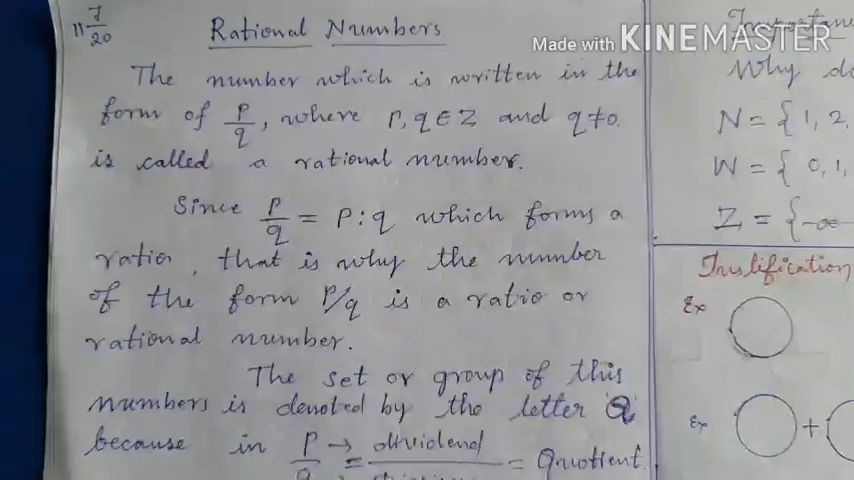 11 7/20
Rational Numbers
The number which is written in the
form of P/q, where P, q ∈ Z and q ≠ 0.
is called a rational number.
Since P/q = P : q which forms a
ratio, that is why the number
of the form P/q is a ratio or
rational number.
The set or group of this
numbers is denoted by the letter Q
because in P/q → dividend = Quotient.
Made with KINEMASTER
Why
N = { 1, 2,
W = { 0, 1,
Z = { -∞
Justification
Ex
Ex
+